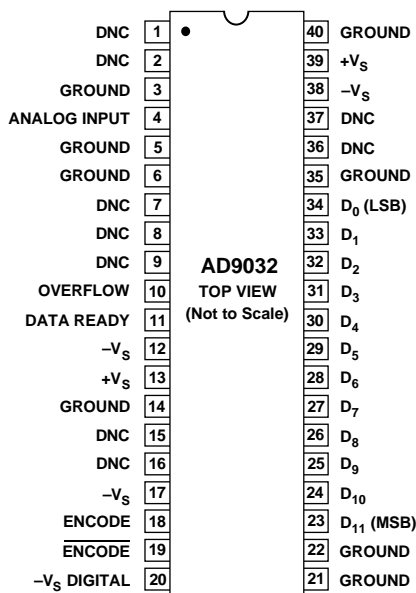 DNC 1 40 GROUND
DNC 2 39 +VS
GROUND 3 38 –VS
ANALOG INPUT 4 37 DNC
GROUND 5 36 DNC
GROUND 6 35 GROUND
DNC 7 34 D0 (LSB)
DNC 8 33 D1
DNC 9 AD9032 32 D2
OVERFLOW 10 TOP VIEW 31 D3
DATA READY 11 (Not to Scale) 30 D4
–VS 12 29 D5
+VS 13 28 D6
GROUND 14 27 D7
DNC 15 26 D8
DNC 16 25 D9
–VS 17 24 D10
ENCODE 18 23 D11 (MSB)
ENCODE 19 22 GROUND
–VS DIGITAL 20 21 GROUND